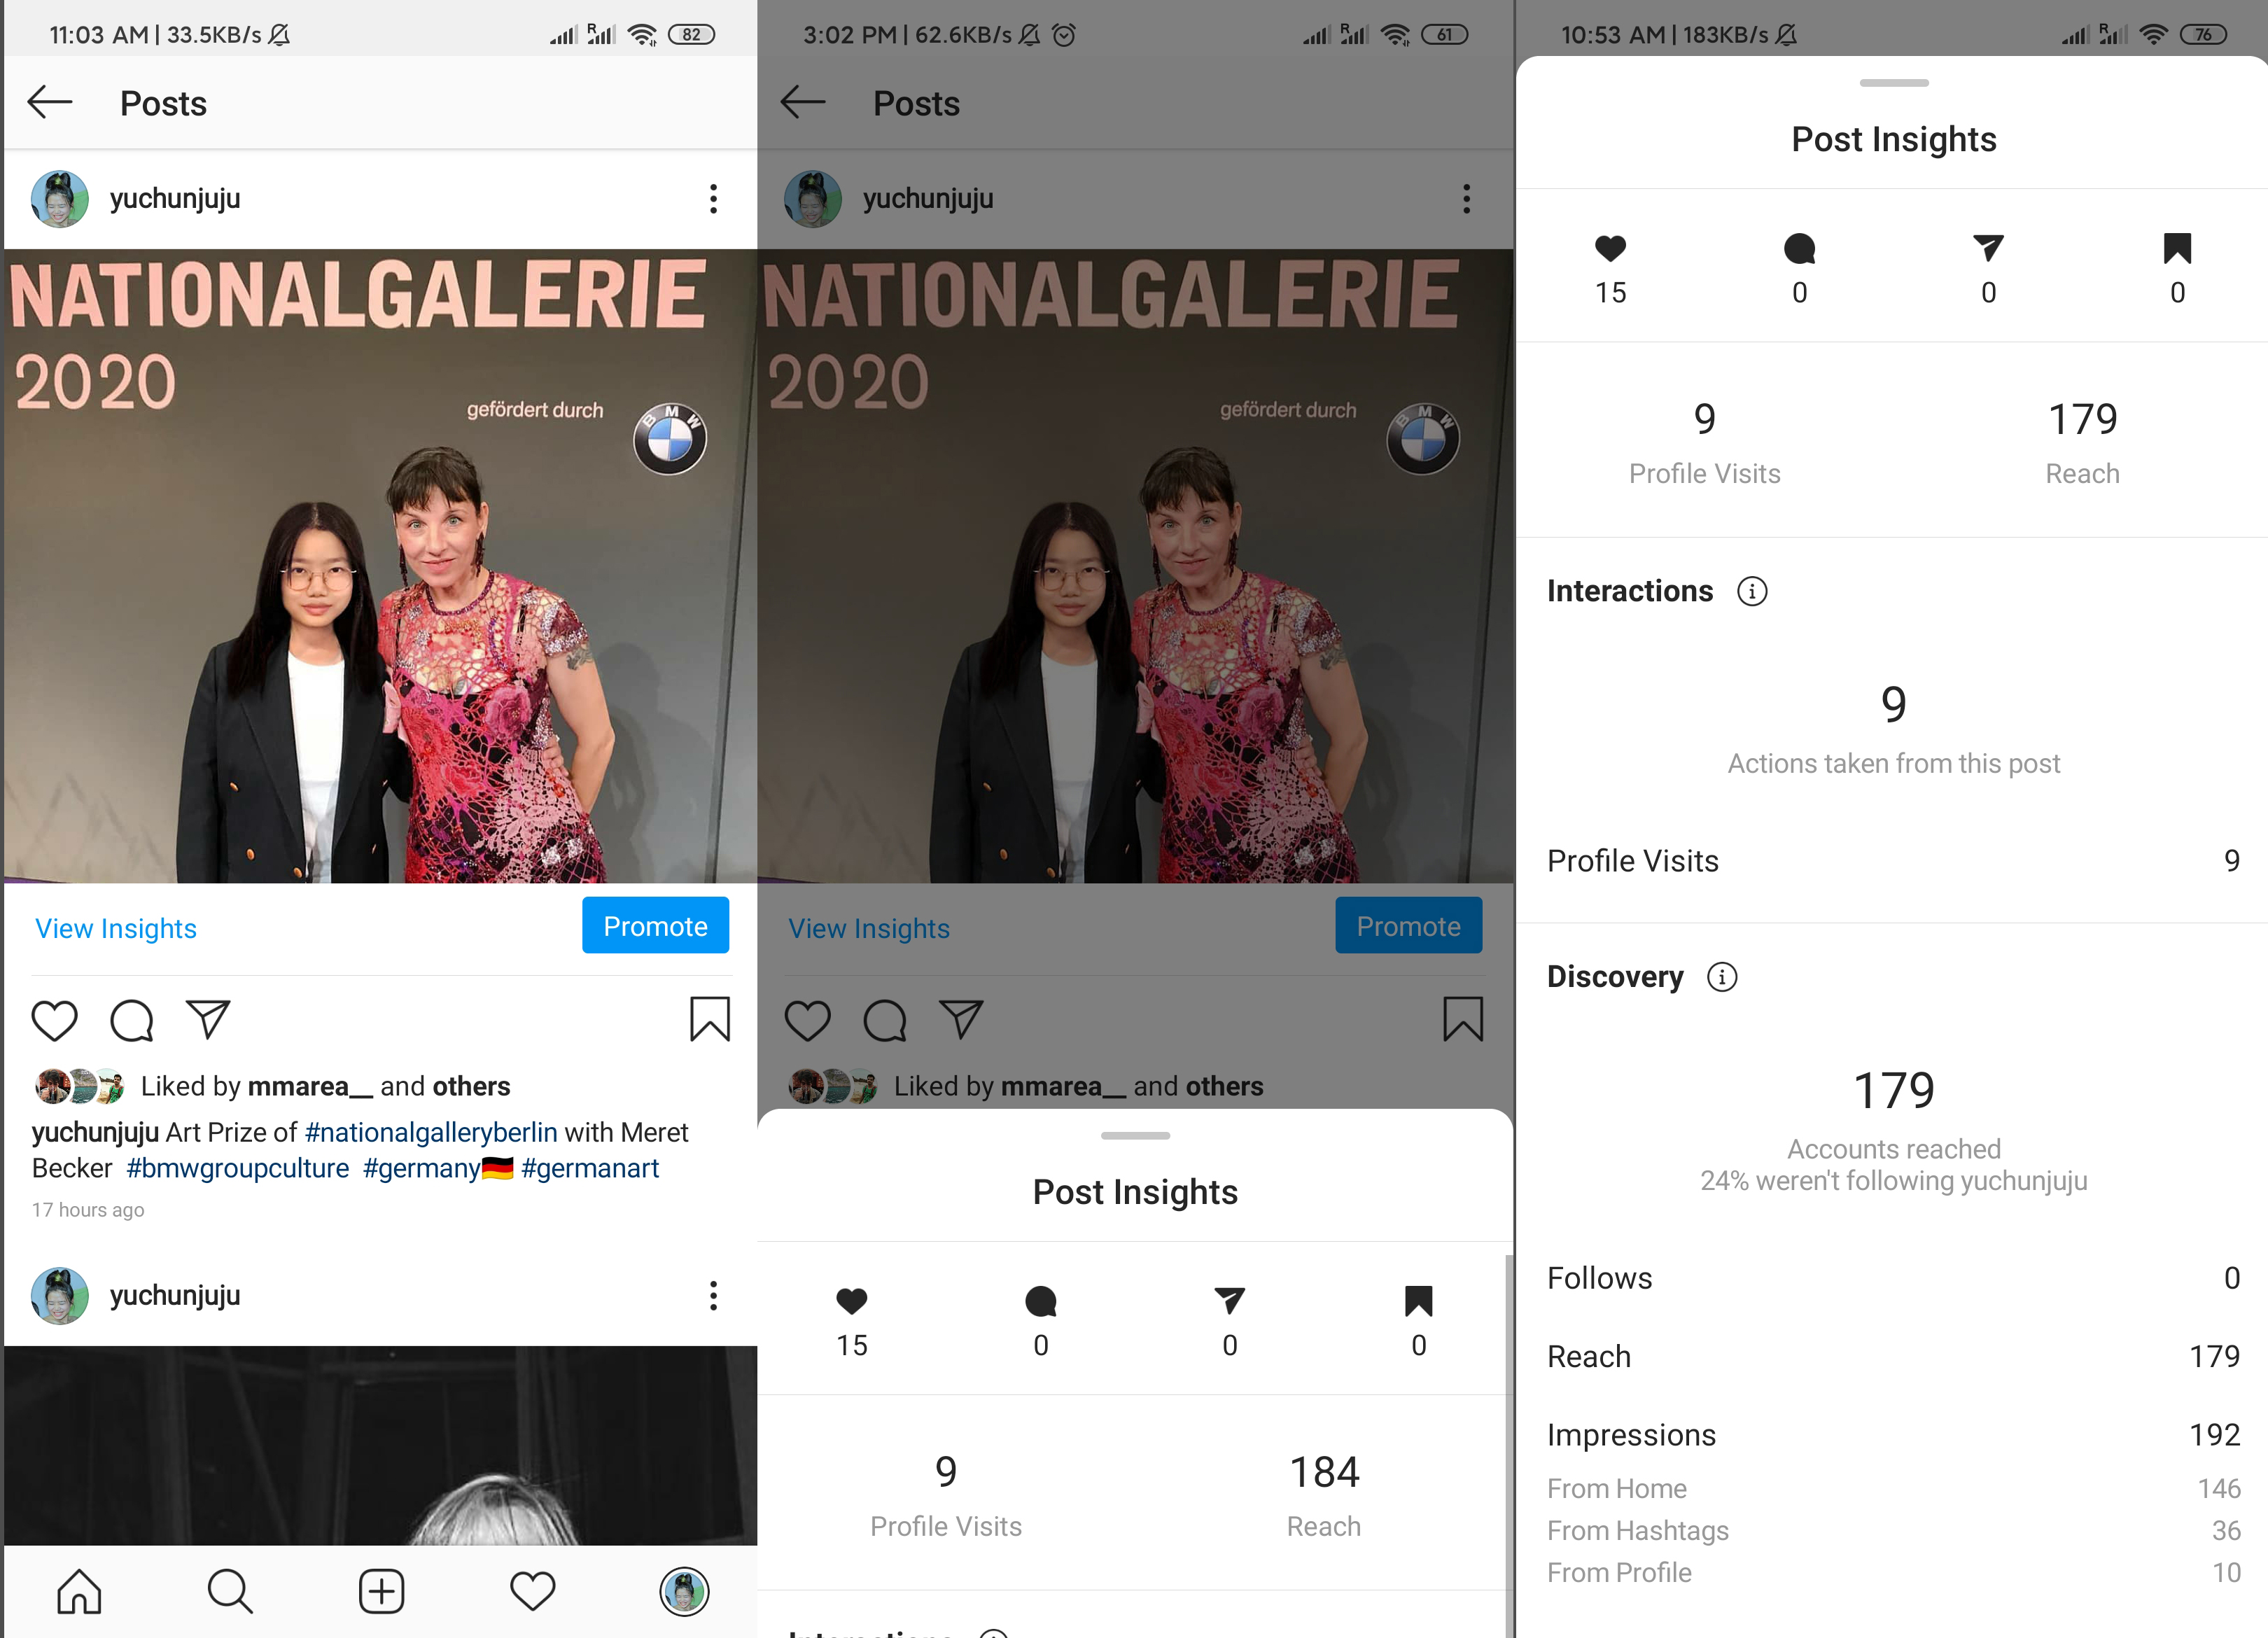 11:03 AM | 33.5KB/s
R
82
Posts
yuchunjuju
NATIONALGALERIE
2020
gefördert durch
BMW
View Insights
Promote
Liked by mmarea__ and others
yuchunjuju Art Prize of #nationalgalleryberlin with Meret
Becker #bmwgroupculture #germany🇩🇪 #germanart
17 hours ago
yuchunjuju
3:02 PM | 62.6KB/s
R
61
Posts
yuchunjuju
NATIONALGALERIE
2020
gefördert durch
BMW
View Insights
Promote
Liked by mmarea__ and others
Post Insights
15 0 0 0
9 184
Profile Visits Reach
Interactions
10:53 AM | 183KB/s
R
76
Post Insights
15 0 0 0
9 179
Profile Visits Reach
Interactions
9
Actions taken from this post
Profile Visits 9
Discovery
179
Accounts reached
24% weren't following yuchunjuju
Follows 0
Reach 179
Impressions 192
From Home 146
From Hashtags 36
From Profile 10